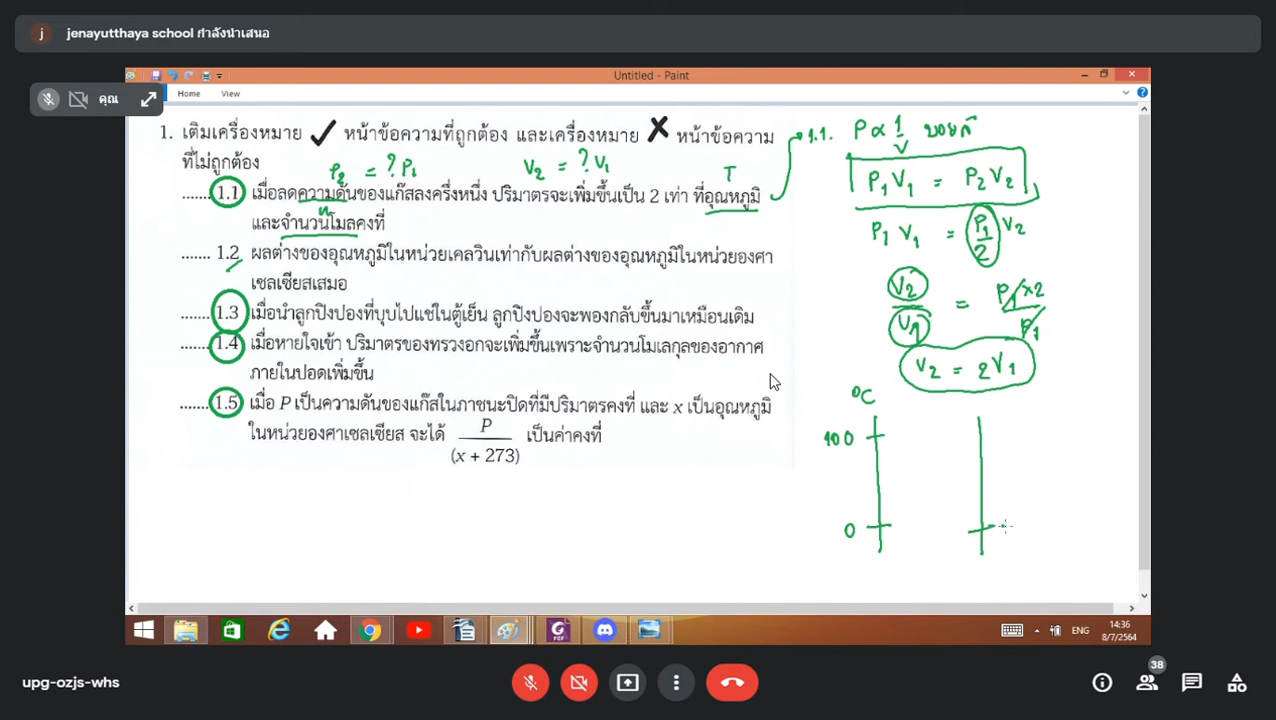 j jenayutthaya school กำลังนำเสนอ
Untitled - Paint
คุณ
Home View
1. เติมเครื่องหมาย ✓ หน้าข้อความที่ถูกต้อง และเครื่องหมาย ✗ หน้าข้อความ
ที่ไม่ถูกต้อง
P₂ = ? P₁ V₂ = ? V₁ T
........ 1.1 เมื่อลดความดันของแก๊สลงครึ่งหนึ่ง ปริมาตรจะเพิ่มขึ้นเป็น 2 เท่า ที่อุณหภูมิ
n
และจำนวนโมลคงที่
........ 1.2 ผลต่างของอุณหภูมิในหน่วยเคลวินเท่ากับผลต่างของอุณหภูมิในหน่วยองศา
เซลเซียสเสมอ
........ 1.3 เมื่อนำลูกปิงปองที่บุบไปแช่ในตู้เย็น ลูกปิงปองจะพองกลับขึ้นมาเหมือนเดิม
........ 1.4 เมื่อหายใจเข้า ปริมาตรของทรวงอกจะเพิ่มขึ้นเพราะจำนวนโมเลกุลของอากาศ
ภายในปอดเพิ่มขึ้น
........ 1.5 เมื่อ P เป็นความดันของแก๊สในภาชนะปิดที่มีปริมาตรคงที่ และ x เป็นอุณหภูมิ
ในหน่วยองศาเซลเซียส จะได้ P / (x + 273) เป็นค่าคงที่
1.1. P ∝ 1/V บอยล์
P₁V₁ = P₂V₂
P₁V₁ = P₁/2 V₂
V₂/V₁ = P₁×2/P₁
V₂ = 2V₁
°C
100
0
ENG
14:36
8/7/2564
upg-ozjs-whs
38